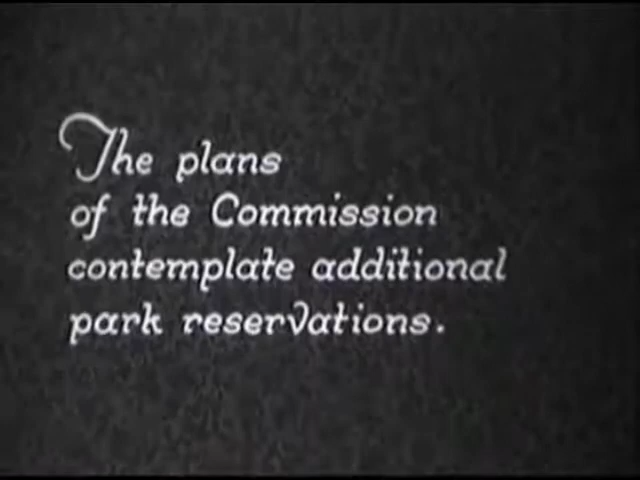 The plans
of the Commission
contemplate additional
park reservations.